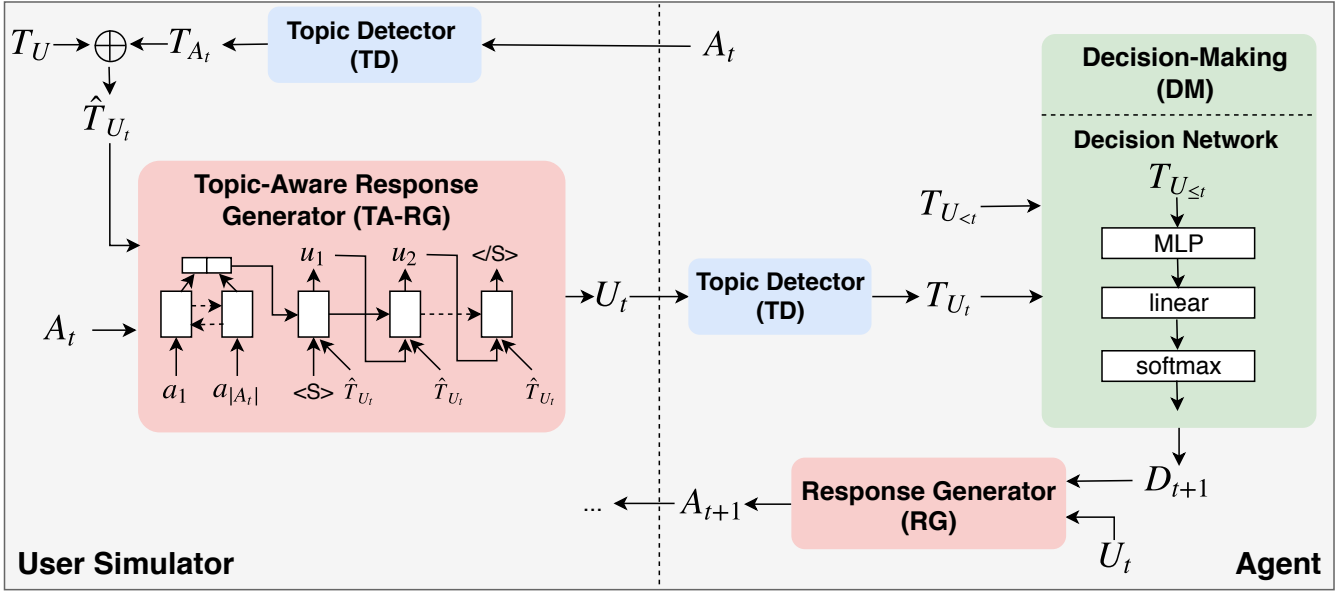 T_U
⊕
T_{A_t}
Topic Detector
(TD)
A_t
\hat{T}_{U_t}
Topic-Aware Response
Generator (TA-RG)
u_1
u_2
</S>
A_t
a_1
a_{|A_t|}
<S>
\hat{T}_{U_t}
\hat{T}_{U_t}
\hat{T}_{U_t}
U_t
Topic Detector
(TD)
T_{U_{<t}}
T_{U_t}
Decision-Making
(DM)
Decision Network
T_{U_{≤t}}
MLP
linear
softmax
D_{t+1}
U_t
Response Generator
(RG)
A_{t+1}
...
User Simulator
Agent